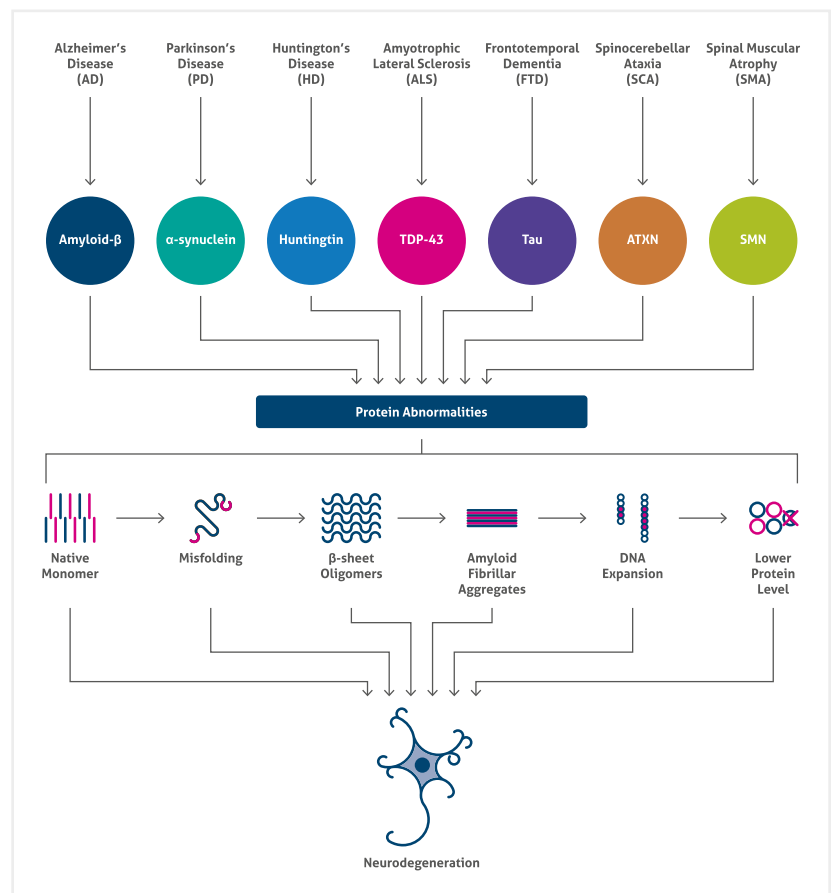 Alzheimer's
Disease
(AD)
Parkinson's
Disease
(PD)
Huntington's
Disease
(HD)
Amyotrophic
Lateral Sclerosis
(ALS)
Frontotemporal
Dementia
(FTD)
Spinocerebellar
Ataxia
(SCA)
Spinal Muscular
Atrophy
(SMA)
Amyloid-β
α-synuclein
Huntingtin
TDP-43
Tau
ATXN
SMN
Protein Abnormalities
Native
Monomer
Misfolding
β-sheet
Oligomers
Amyloid
Fibrillar
Aggregates
DNA
Expansion
Lower
Protein
Level
Neurodegeneration